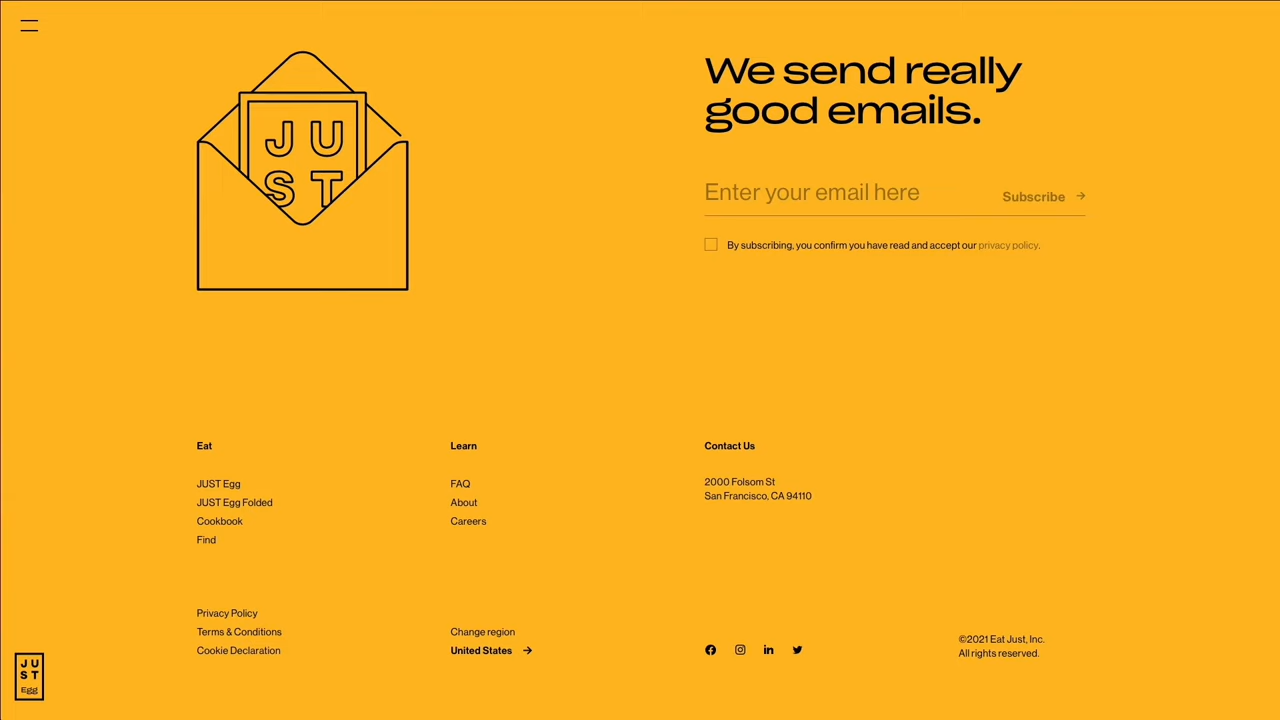 JU
ST
We send really
good emails.
Enter your email here
Subscribe
By subscribing, you confirm you have read and accept our privacy policy.
Eat
JUST Egg
JUST Egg Folded
Cookbook
Find
Learn
FAQ
About
Careers
Contact Us
2000 Folsom St
San Francisco, CA 94110
Privacy Policy
Terms & Conditions
Cookie Declaration
Change region
United States
©2021 Eat Just, Inc.
All rights reserved.
JU
ST
Egg